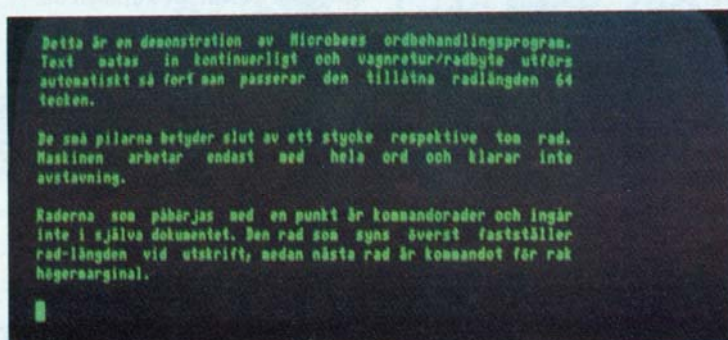 Detta är en demonstration av Microbees ordbehandlingsprogram.
Text matas in kontinuerligt och vagnretur/radbyte utförs
automatiskt så fort man passerar den tillåtna radlängden 64
tecken.
De små pilarna betyder slut av ett stycke respektive tom rad.
Maskinen arbetar endast med hela ord och klarar inte
avstavning.
Raderna som påbärjas med en punkt är kommandorader och ingår
inte i själva dokumentet. Den rad som syns överst fastställer
rad-längden vid utskrift, medan nästa rad är kommandot för rak
högermarginal.